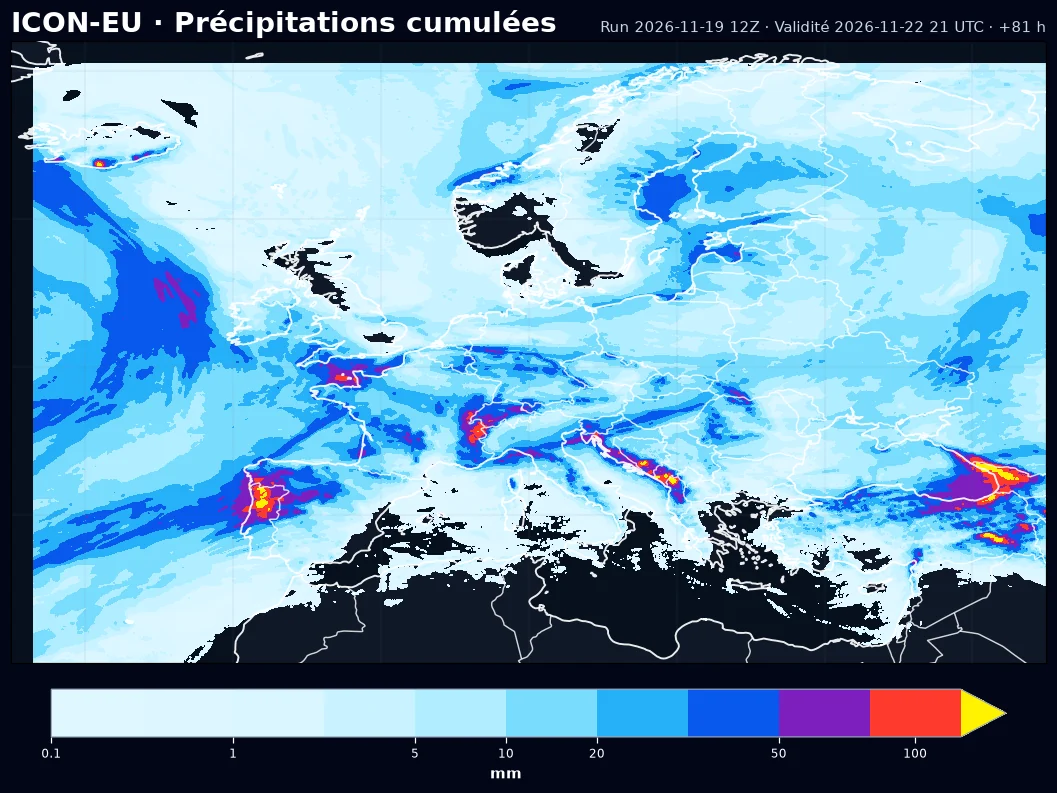 ICON-EU · Précipitations cumulées
Run 2026-11-19 12Z · Validité 2026-11-22 21 UTC · +81 h
0.1 1 5 10 20 50 100
mm